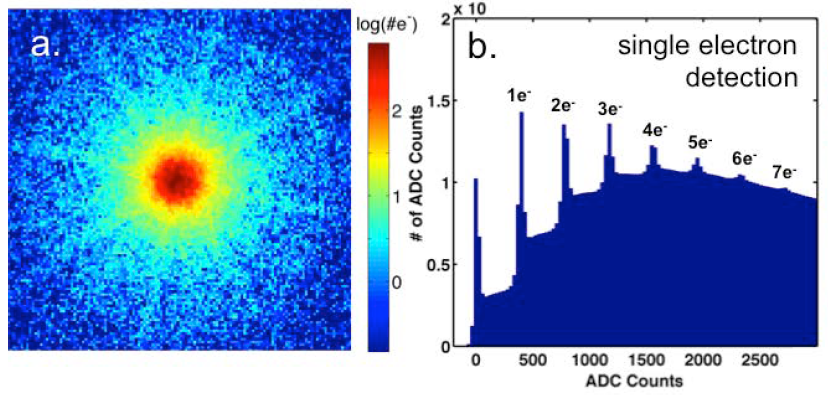 a.
log(#e⁻)
2
1
0
2 x 10
b.
single electron
detection
1e⁻
2e⁻
3e⁻
4e⁻
5e⁻
6e⁻
7e⁻
# of ADC Counts
1.5
1
0.5
0
0 500 1000 1500 2000 2500
ADC Counts